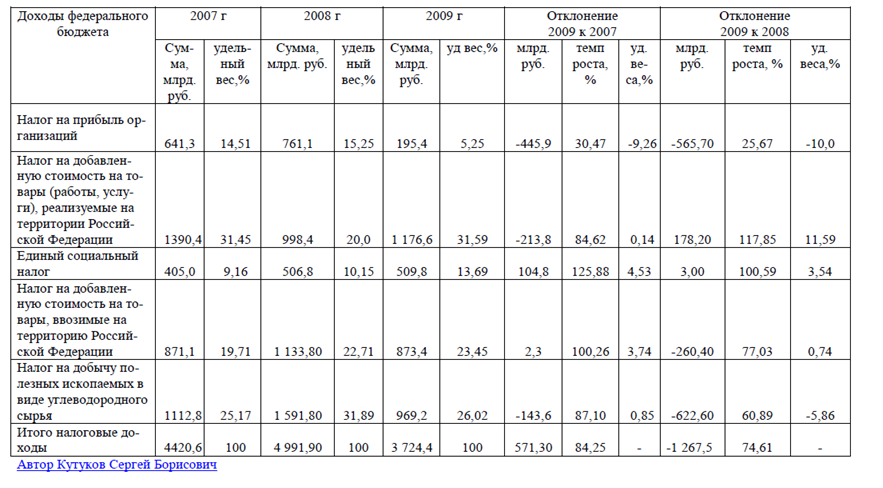 Доходы федерального 2007 г 2008 г 2009 г Отклонение Отклонение
бюджета 2009 к 2007 2009 к 2008
Сум- удель- Сумма, удель Сумма, уд вес,% млрд. темп уд. млрд. темп уд.
ма, ный млрд. руб. ный млрд. руб. роста, ве- руб. роста, % веса,%
млрд. вес,% вес,% руб. % са,%
руб.
Налог на прибыль ор-
ганизаций 641,3 14,51 761,1 15,25 195,4 5,25 -445,9 30,47 -9,26 -565,70 25,67 -10,0
Налог на добавлен-
ную стоимость на то-
вары (работы, услу-
ги), реализуемые на
территории Россий-
ской Федерации 1390,4 31,45 998,4 20,0 1 176,6 31,59 -213,8 84,62 0,14 178,20 117,85 11,59
Единый социальный
налог 405,0 9,16 506,8 10,15 509,8 13,69 104,8 125,88 4,53 3,00 100,59 3,54
Налог на добавлен-
ную стоимость на то-
вары, ввозимые на
территорию Россий-
ской Федерации 871,1 19,71 1 133,80 22,71 873,4 23,45 2,3 100,26 3,74 -260,40 77,03 0,74
Налог на добычу по-
лезных ископаемых в
виде углеводородного
сырья 1112,8 25,17 1 591,80 31,89 969,2 26,02 -143,6 87,10 0,85 -622,60 60,89 -5,86
Итого налоговые до-
ходы 4420,6 100 4 991,90 100 3 724,4 100 571,30 84,25 - -1 267,5 74,61 -
Автор Кутуков Сергей Борисович